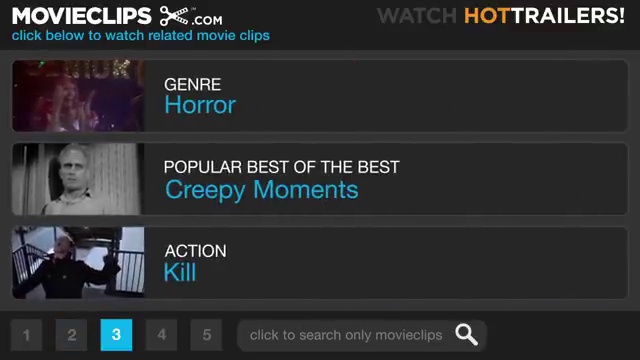 MOVIECLIPS .COM
WATCH HOTTRAILERS!
click below to watch related movie clips
GENRE
Horror
POPULAR BEST OF THE BEST
Creepy Moments
ACTION
Kill
1 2 3 4 5 click to search only movieclips